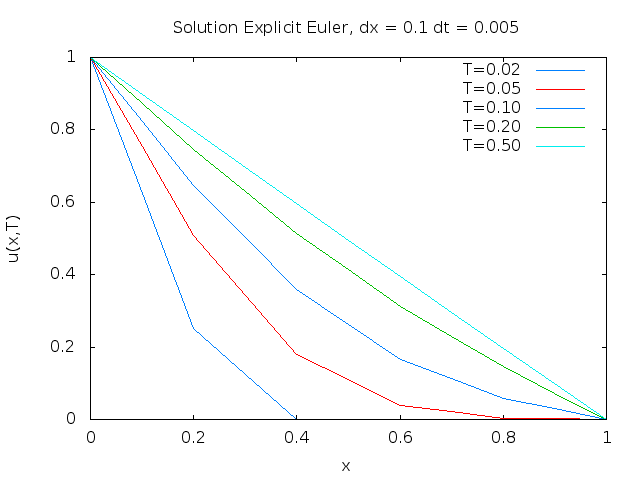 Solution Explicit Euler, dx = 0.1 dt = 0.005
1
T=0.02
T=0.05
T=0.10
T=0.20
T=0.50
0.8
0.6
u(x,T)
0.4
0.2
0
0 0.2 0.4 0.6 0.8 1
x